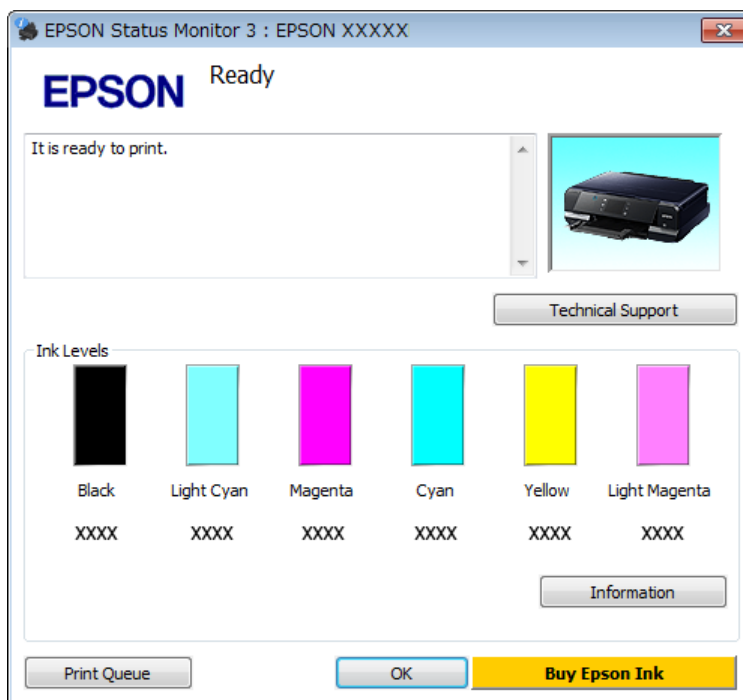 EPSON Status Monitor 3 : EPSON XXXXX
EPSON
Ready
It is ready to print.
Technical Support
Ink Levels
Black Light Cyan Magenta Cyan Yellow Light Magenta
XXXX XXXX XXXX XXXX XXXX XXXX
Information
Print Queue OK Buy Epson Ink